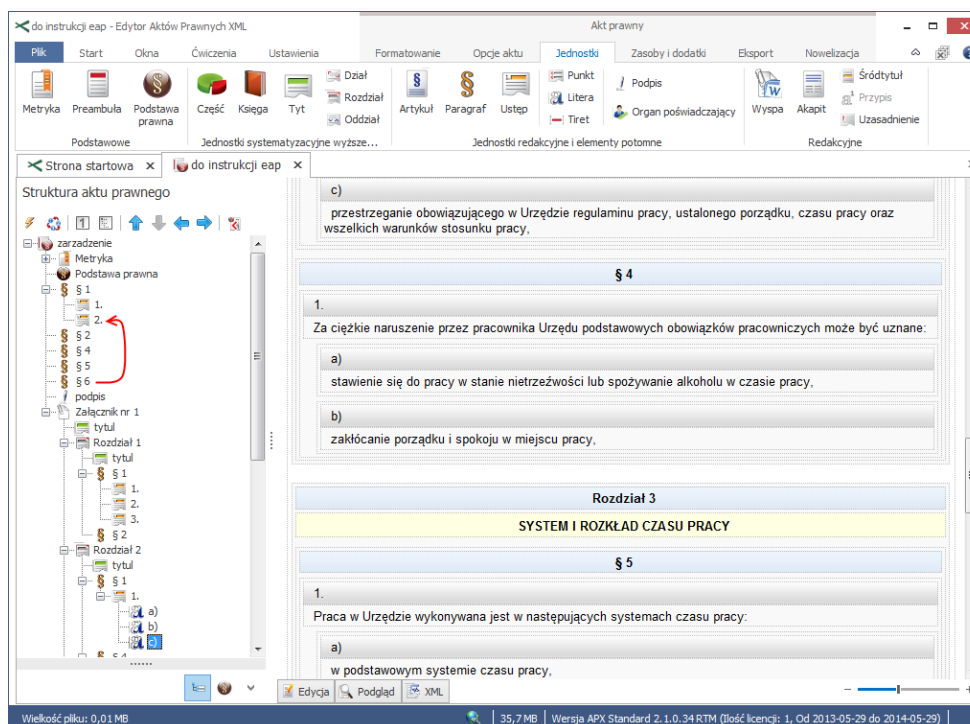 do instrukcji eap - Edytor Aktów Prawnych XML
Akt prawny
Plik Start Okna Ćwiczenia Ustawienia Formatowanie Opcje aktu Jednostki Zasoby i dodatki Eksport Nowelizacja
Metryka Preambuła Podstawa prawna
Część Księga Tyt
Dział
Rozdział
Oddział
Artykuł Paragraf Ustęp
Punkt
Litera
Tiret
Podpis
Organ poświadczający
Wyspa Akapit
Śródtytuł
Przypis
Uzasadnienie
Podstawowe Jednostki systematyzacyjne wyższe... Jednostki redakcyjne i elementy potomne Redakcyjne
Strona startowa x do instrukcji eap x
Struktura aktu prawnego
zarzadzenie
Metryka
Podstawa prawna
§ 1
1.
2.
§ 2
§ 4
§ 5
§ 6
podpis
Załącznik nr 1
tytul
Rozdział 1
tytul
§ 1
1.
2.
3.
§ 2
Rozdział 2
tytul
§ 1
1.
a)
b)
c)
§ 4
c)
przestrzeganie obowiązującego w Urzędzie regulaminu pracy, ustalonego porządku, czasu pracy oraz
wszelkich warunków stosunku pracy,
§ 4
1.
Za ciężkie naruszenie przez pracownika Urzędu podstawowych obowiązków pracowniczych może być uznane:
a)
stawienie się do pracy w stanie nietrzeźwości lub spożywanie alkoholu w czasie pracy,
b)
zakłócanie porządku i spokoju w miejscu pracy,
Rozdział 3
SYSTEM I ROZKŁAD CZASU PRACY
§ 5
1.
Praca w Urzędzie wykonywana jest w następujących systemach czasu pracy:
a)
w podstawowym systemie czasu pracy,
Edycja Podgląd XML
Wielkość pliku: 0,01 MB 35,7 MB Wersja APX Standard 2.1.0.34 RTM (Ilość licencji: 1, Od 2013-05-29 do 2014-05-29)